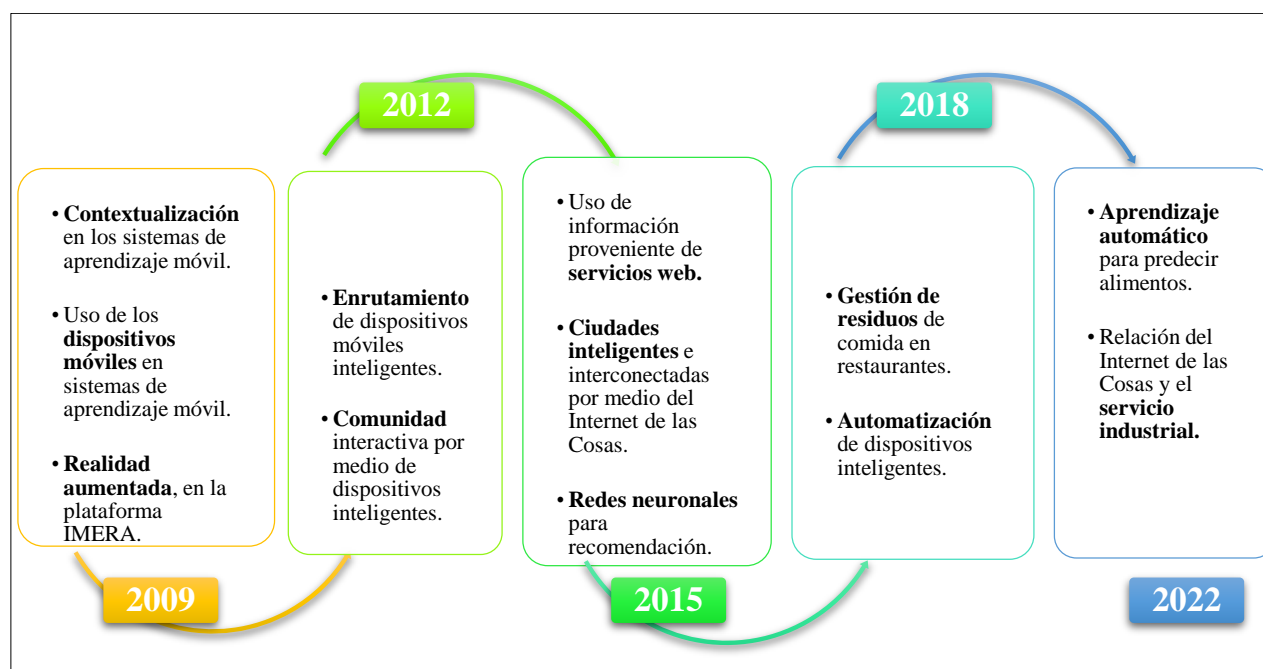 2009
• Contextualización
en los sistemas de
aprendizaje móvil.
• Uso de los
dispositivos
móviles en
sistemas de
aprendizaje móvil.
• Realidad
aumentada, en la
plataforma
IMERA.
2012
• Enrutamiento
de dispositivos
móviles
inteligentes.
• Comunidad
interactiva por
medio de
dispositivos
inteligentes.
2015
• Uso de
información
proveniente de
servicios web.
• Ciudades
inteligentes e
interconectadas
por medio del
Internet de las
Cosas.
• Redes neuronales
para
recomendación.
2018
• Gestión de
residuos de
comida en
restaurantes.
• Automatización
de dispositivos
inteligentes.
2022
• Aprendizaje
automático
para predecir
alimentos.
• Relación del
Internet de las
Cosas y el
servicio
industrial.